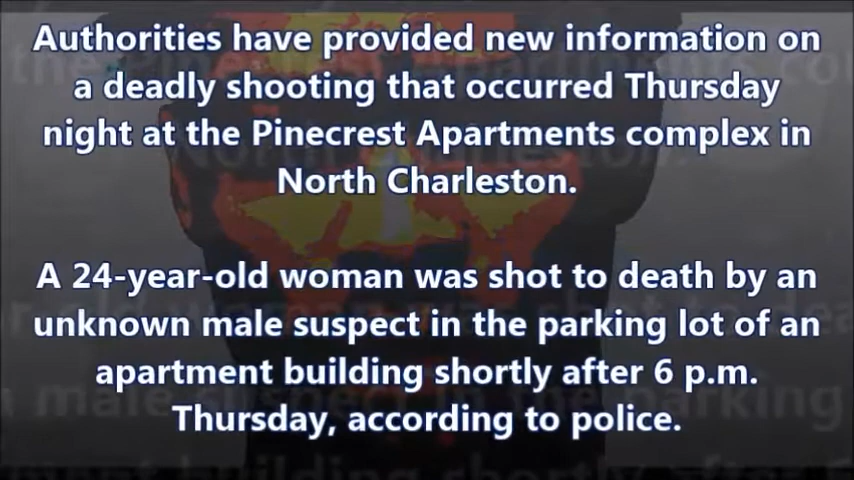 Authorities have provided new information on
a deadly shooting that occurred Thursday
night at the Pinecrest Apartments complex in
North Charleston.
A 24-year-old woman was shot to death by an
unknown male suspect in the parking lot of an
apartment building shortly after 6 p.m.
Thursday, according to police.